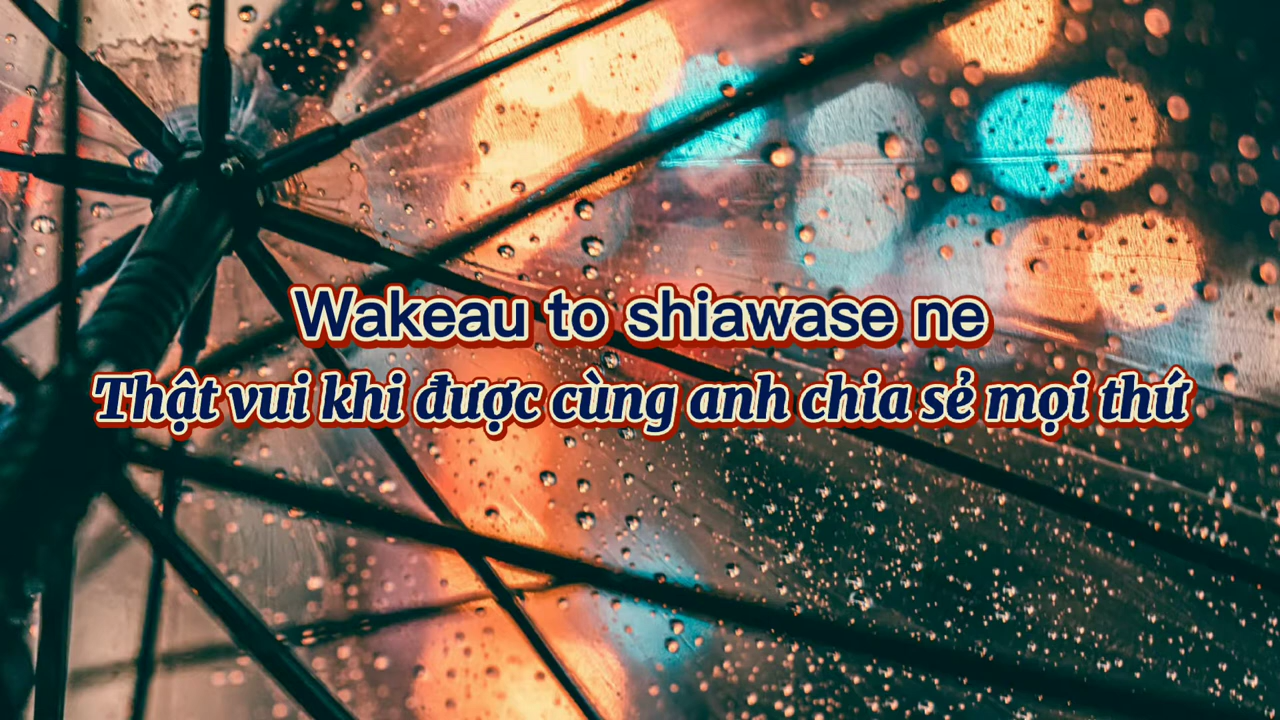 Wakeau to shiawase ne
Thật vui khi được cùng anh chia sẻ mọi thứ